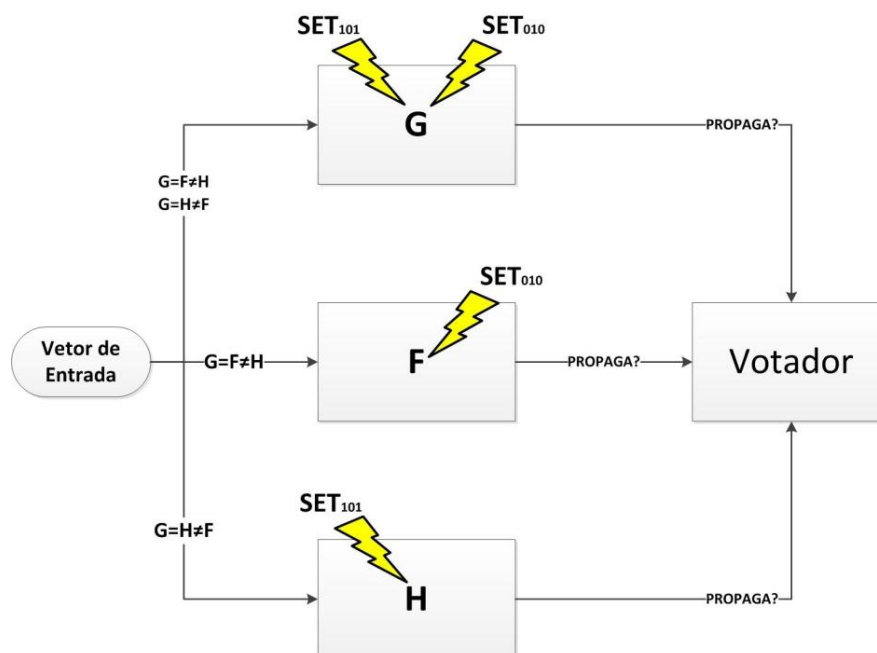 SET101
SET010
G
PROPAGA?
G=F≠H
G=H≠F
SET010
Vetor de
Entrada
G=F≠H
F
PROPAGA?
Votador
SET101
G=H≠F
H
PROPAGA?